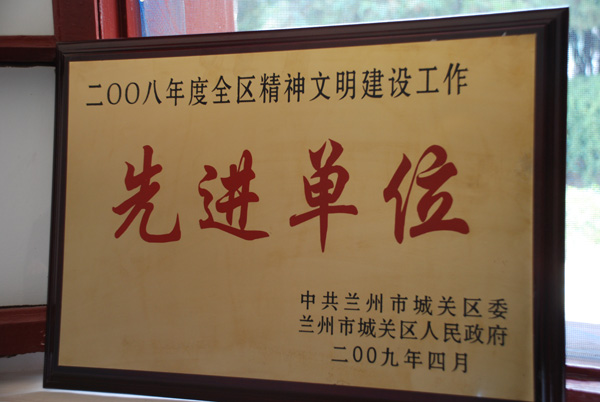 二OO八年度全区精神文明建设工作
先进单位
中共兰州市城关区委
兰州市城关区人民政府
二OO九年四月